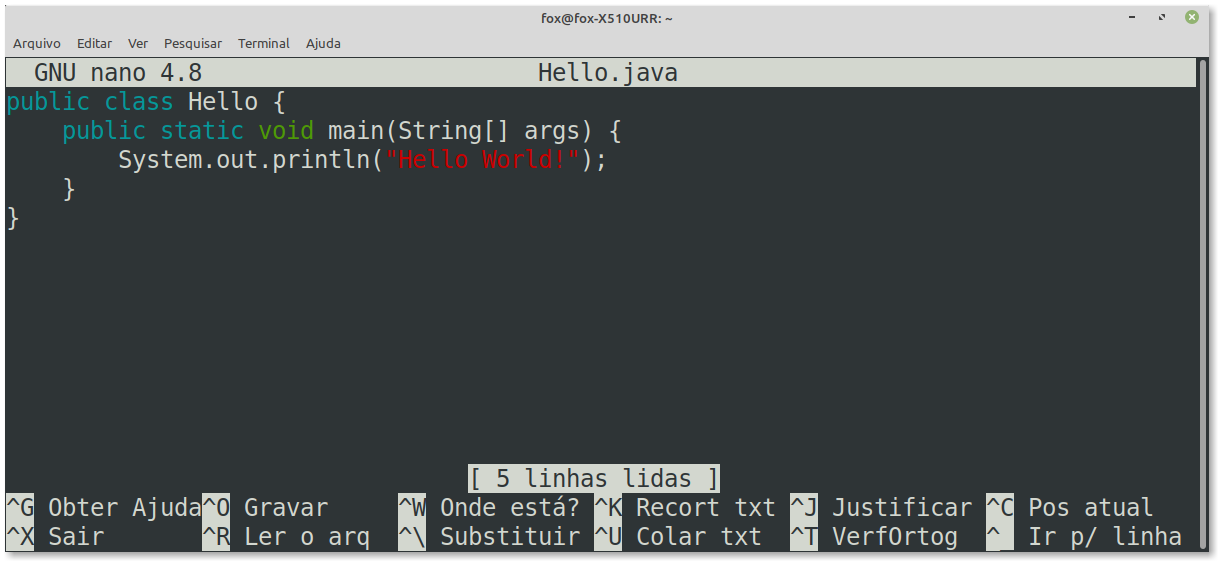 fox@fox-X510URR: ~
Arquivo Editar Ver Pesquisar Terminal Ajuda
GNU nano 4.8 Hello.java
public class Hello {
    public static void main(String[] args) {
        System.out.println("Hello World!");
    }
}
[ 5 linhas lidas ]
^G Obter Ajuda ^O Gravar ^W Onde está? ^K Recort txt ^J Justificar ^C Pos atual
^X Sair ^R Ler o arq ^\ Substituir ^U Colar txt ^T VerfOrtog ^_ Ir p/ linha